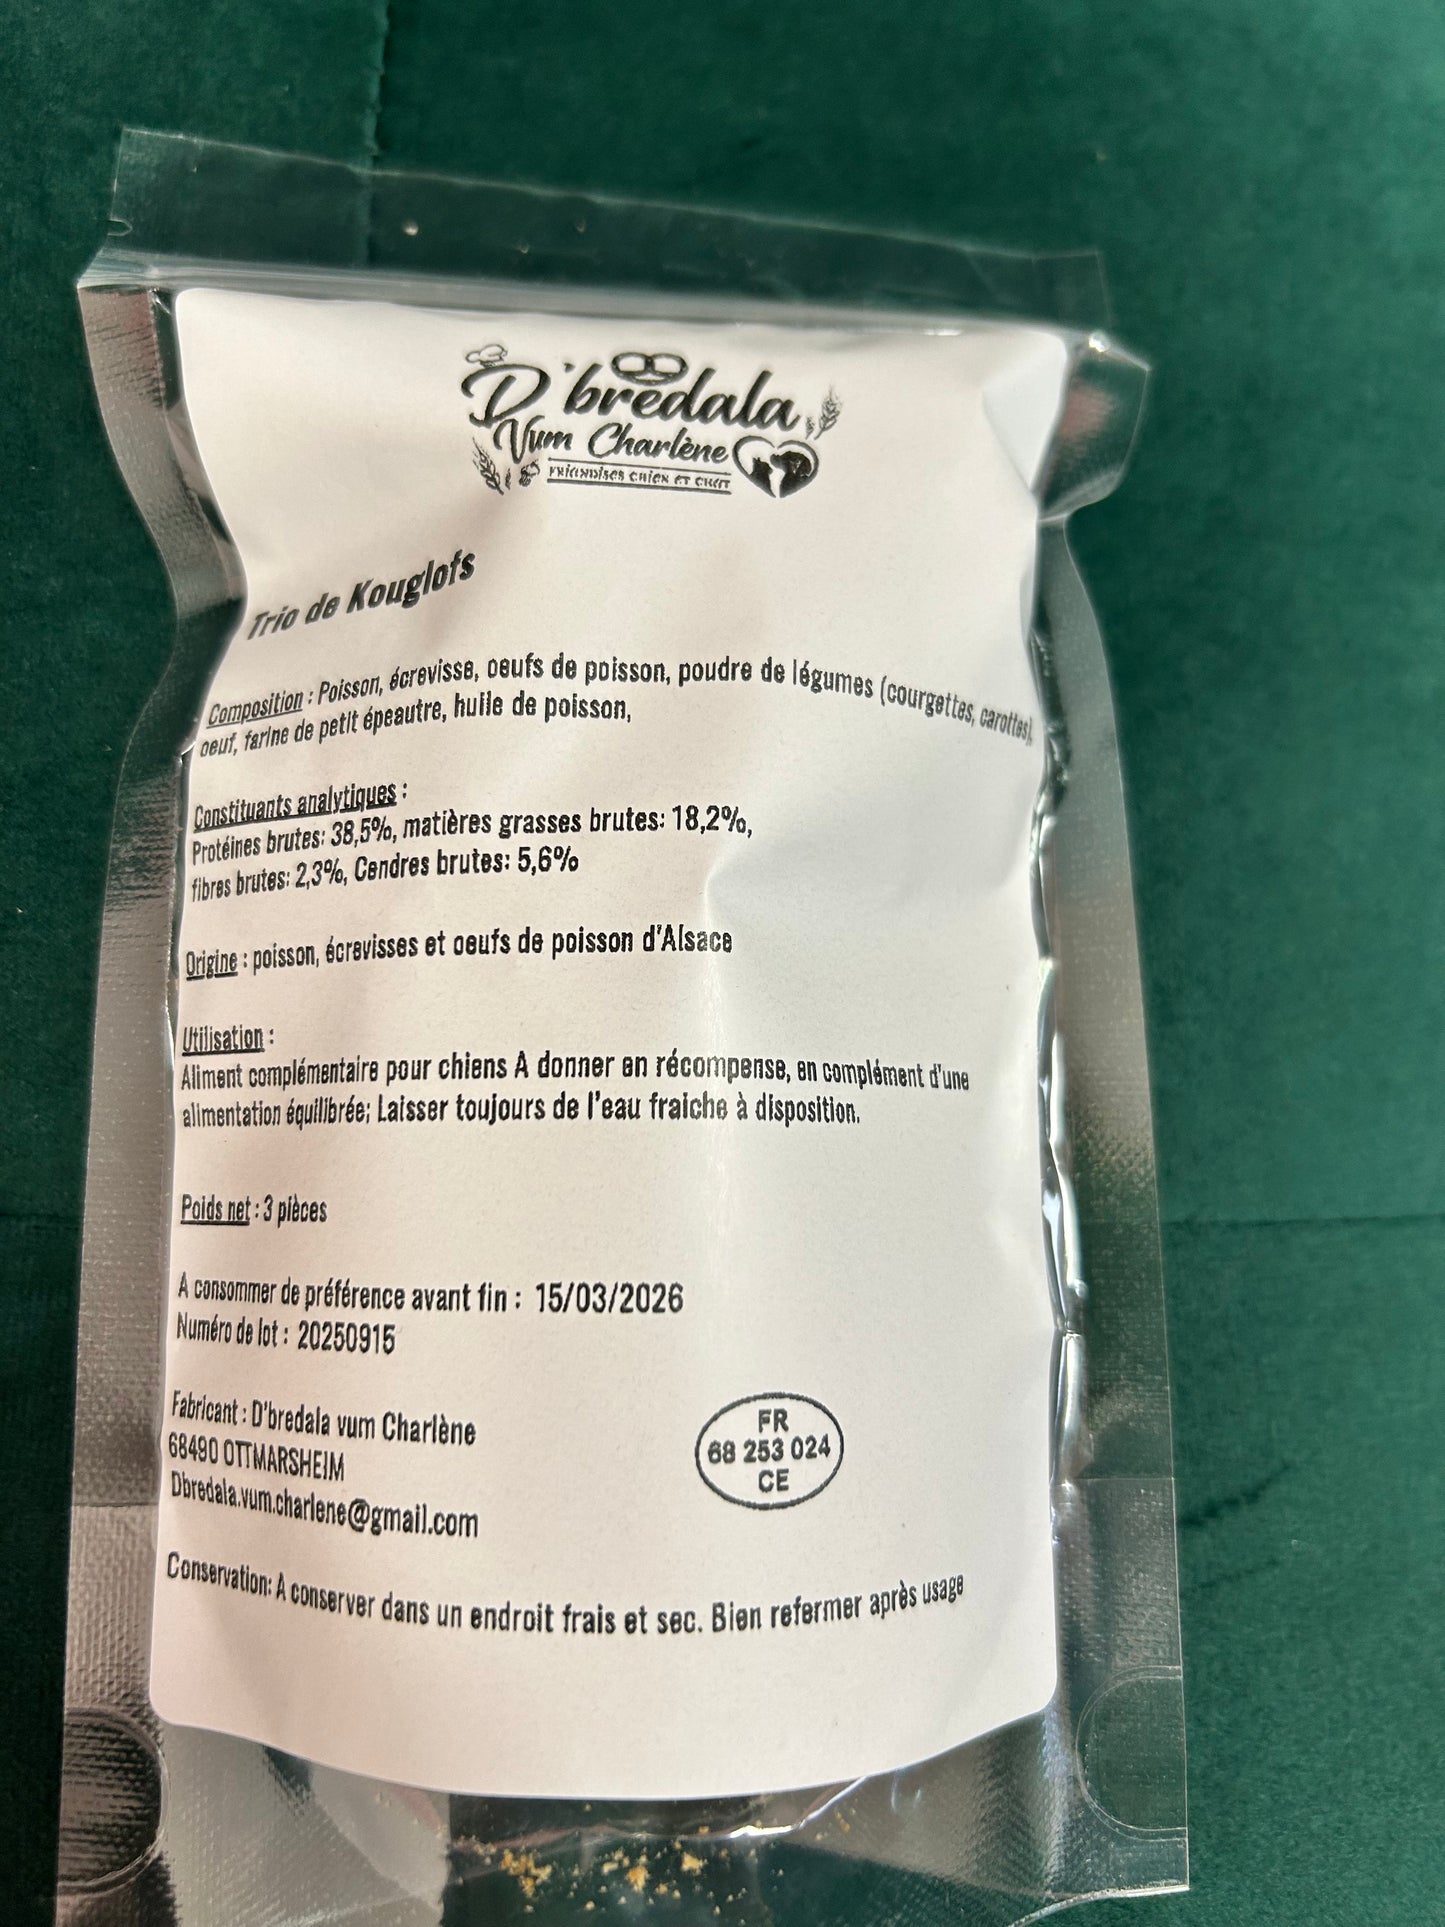 D'bredala
Vum Charlène
FRIANDISES CHIEN ET CHAT
Trio de Kouglofs
Composition : Poisson, écrevisse, oeufs de poisson, poudre de légumes (courgettes, carottes),
oeuf, farine de petit épeautre, huile de poisson,
Constituants analytiques :
Protéines brutes: 38,5%, matières grasses brutes: 18,2%,
fibres brutes: 2,3%, Cendres brutes: 5,6%
Origine : poisson, écrevisses et oeufs de poisson d'Alsace
Utilisation :
Aliment complémentaire pour chiens A donner en récompense, en complément d'une
alimentation équilibrée; Laisser toujours de l'eau fraiche à disposition.
Poids net : 3 pièces
A consommer de préférence avant fin : 15/03/2026
Numéro de lot : 20250915
Fabricant : D'bredala vum Charlène
68490 OTTMARSHEIM
Dbredala.vum.charlene@gmail.com
FR
68 253 024
CE
Conservation: A conserver dans un endroit frais et sec. Bien refermer après usage